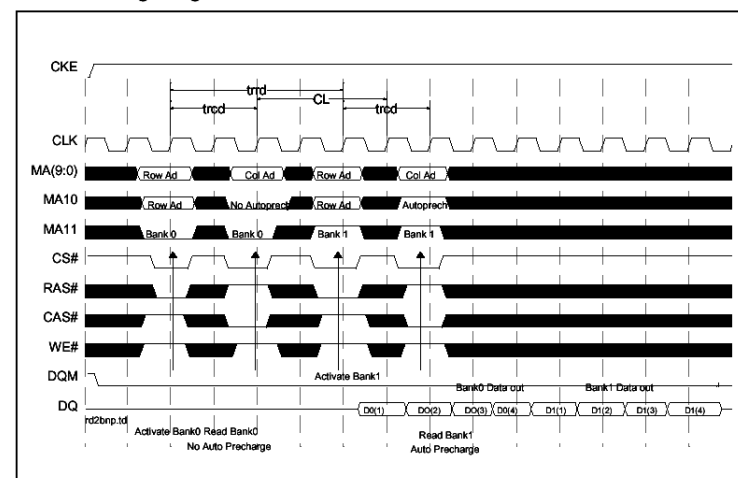 CKE
trrd
CL
trcd
trcd
CLK
MA(9:0) Row Ad Col Ad Row Ad Col Ad
MA10 Row Ad No Autoprech Row Ad Autoprech
MA11 Bank 0 Bank 0 Bank 1 Bank 1
CS#
RAS#
CAS#
WE#
DQM Activate Bank1
Bank0 Data out Bank1 Data out
DQ D0(1) DO(2) DO(3) D0(4) D1(1) D1(2) D1(3) D1(4)
rd2bnp.td
Activate Bank0 Read Bank0
No Auto Precharge
Read Bank1
Auto Precharge